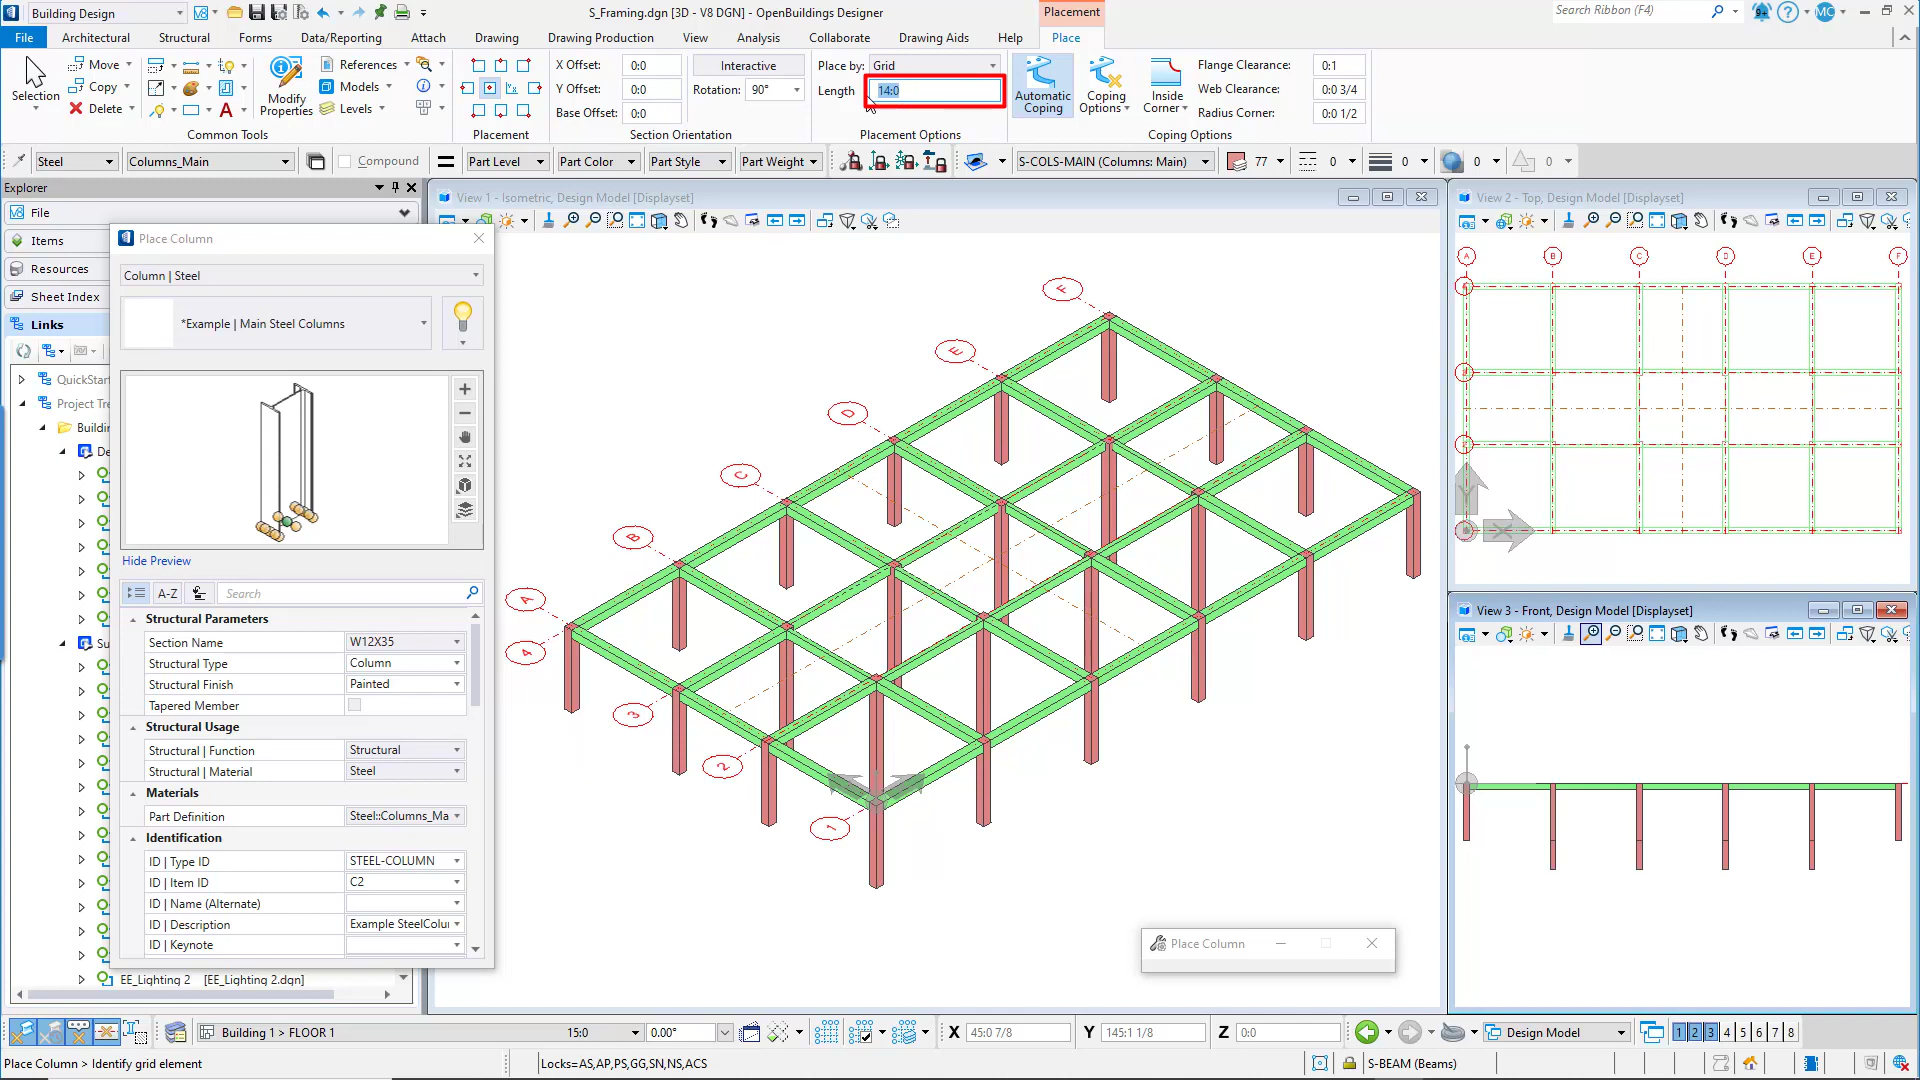 Building Design
S_Framing.dgn [3D - V8 DGN] - OpenBuildings Designer
Placement
Search Ribbon (F4)
9+
MC
File
Architectural
Structural
Forms
Data/Reporting
Attach
Drawing
Drawing Production
View
Analysis
Collaborate
Drawing Aids
Help
Place
Selection
Move
Copy
Delete
Modify Properties
References
Models
Levels
Common Tools
Placement
X Offset: 0:0
Y Offset: 0:0
Base Offset: 0:0
Interactive
Rotation: 90°
Section Orientation
Place by: Grid
Length 14:0
Placement Options
Automatic Coping
Coping Options
Inside Corner
Flange Clearance: 0:1
Web Clearance: 0:0 3/4
Radius Corner: 0:0 1/2
Coping Options
Steel
Columns_Main
Compound
Part Level
Part Color
Part Style
Part Weight
S-COLS-MAIN (Columns: Main)
77
0
0
0
0
Explorer
File
Items
Resources
Sheet Index
Links
QuickStart
Project Tre
Buildin
De
Su
EE_Lighting 2 [EE_Lighting 2.dgn]
Place Column
Column | Steel
*Example | Main Steel Columns
Hide Preview
A-Z
Search
Structural Parameters
Section Name W12X35
Structural Type Column
Structural Finish Painted
Tapered Member
Structural Usage
Structural | Function Structural
Structural | Material Steel
Materials
Part Definition Steel::Columns_Ma
Identification
ID | Type ID STEEL-COLUMN
ID | Item ID C2
ID | Name (Alternate)
ID | Description Example SteelColu
ID | Keynote
View 1 - Isometric, Design Model [Displayset]
F
E
D
C
B
A
4
3
2
1
Place Column
View 2 - Top, Design Model [Displayset]
A
B
C
D
E
F
Y
X
View 3 - Front, Design Model [Displayset]
Building 1 > FLOOR 1
15:0
0.00°
X 45:0 7/8
Y 145:1 1/8
Z 0:0
Design Model
1 2 3 4 5 6 7 8
Place Column > Identify grid element
Locks=AS,AP,PS,GG,SN,NS,ACS
S-BEAM (Beams)